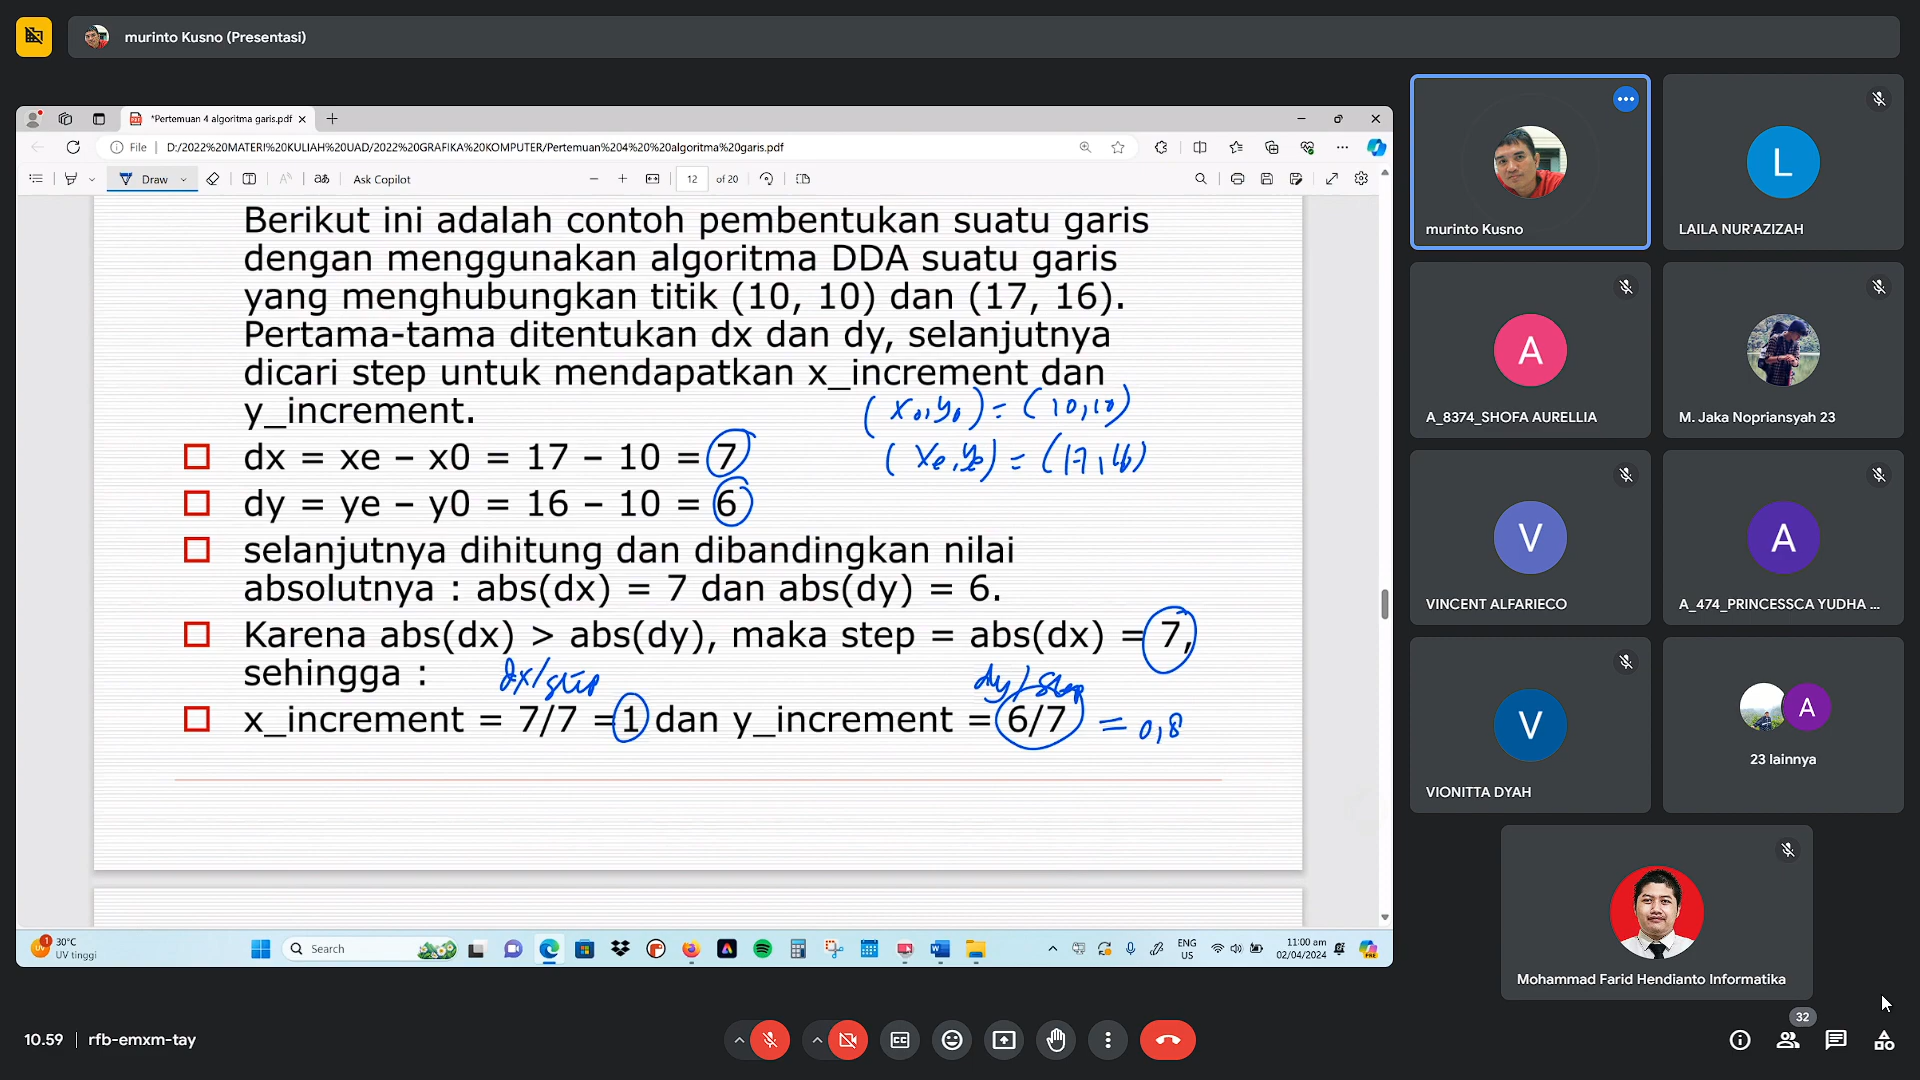 murinto Kusno (Presentasi)
*Pertemuan 4 algoritma garis.pdf
File | D:/2022%20MATERI%20KULIAH%20UAD/2022%20GRAFIKA%20KOMPUTER/Pertemuan%204%20%20algoritma%20garis.pdf
Draw
Ask Copilot
12 of 20
Berikut ini adalah contoh pembentukan suatu garis
dengan menggunakan algoritma DDA suatu garis
yang menghubungkan titik (10, 10) dan (17, 16).
Pertama-tama ditentukan dx dan dy, selanjutnya
dicari step untuk mendapatkan x_increment dan
y_increment.
(x0,y0) = (10,10)
dx = xe – x0 = 17 – 10 = 7
(xe,ye) = (17,16)
dy = ye – y0 = 16 – 10 = 6
selanjutnya dihitung dan dibandingkan nilai
absolutnya : abs(dx) = 7 dan abs(dy) = 6.
Karena abs(dx) > abs(dy), maka step = abs(dx) = 7,
sehingga :
dx/step dy/step
x_increment = 7/7 =1 dan y_increment = 6/7 = 0,8
1
30°C
UV tinggi
Search
ENG
US
11:00 am
02/04/2024
murinto Kusno
L
LAILA NUR'AZIZAH
A
A_8374_SHOFA AURELLIA
M. Jaka Nopriansyah 23
V
VINCENT ALFARIECO
A
A_474_PRINCESSCA YUDHA ...
V
VIONITTA DYAH
A
23 lainnya
Mohammad Farid Hendianto Informatika
10.59 | rfb-emxm-tay
32